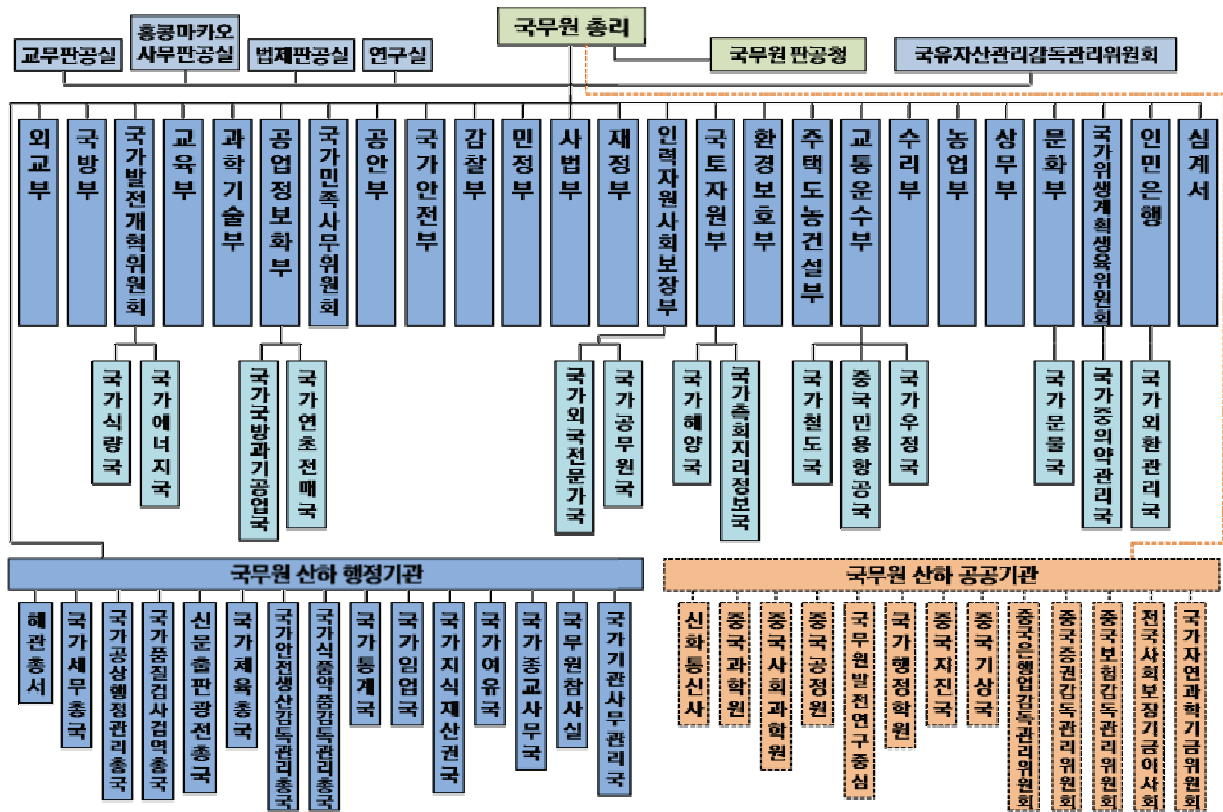 국무원 총리
교무판공실
홍콩마카오
사무판공실
법제판공실
연구실
국무원 판공청
국유자산관리감독관리위원회
외교부
국방부
국가발전개혁위원회
교육부
과학기술부
공업정보화부
국가민족사무위원회
공안부
국가안전부
감찰부
민정부
사법부
재정부
인력자원사회보장부
국토자원부
환경보호부
주택도농건설부
교통운수부
수리부
농업부
상무부
문화부
국가위생계획생육위원회
인민은행
심계서
국가식량국
국가에너지국
국가국방과기공업국
국가연초전매국
국가외국전문가국
국가공무원국
국가해양국
국가측회지리정보국
국가철도국
중국민용항공국
국가우정국
국가문물국
국가중의약관리국
국가외환관리국
국무원 산하 행정기관
국무원 산하 공공기관
해관총서
국가세무총국
국가공상행정관리총국
국가품질검사검역총국
신문출판광전총국
국가체육총국
국가안전생산감독관리총국
국가식품약품감독관리총국
국가통계국
국가임업국
국가지식재산권국
국가여유국
국가종교사무국
국무원참사실
국가기관사무관리국
신화통신사
중국과학원
중국사회과학원
중국공정원
국무원발전연구중심
국가행정학원
중국지진국
중국기상국
중국은행업감독관리위원회
중국증권감독관리위원회
중국보험감독관리위원회
전국사회보장기금이사회
국가자연과학기금위원회